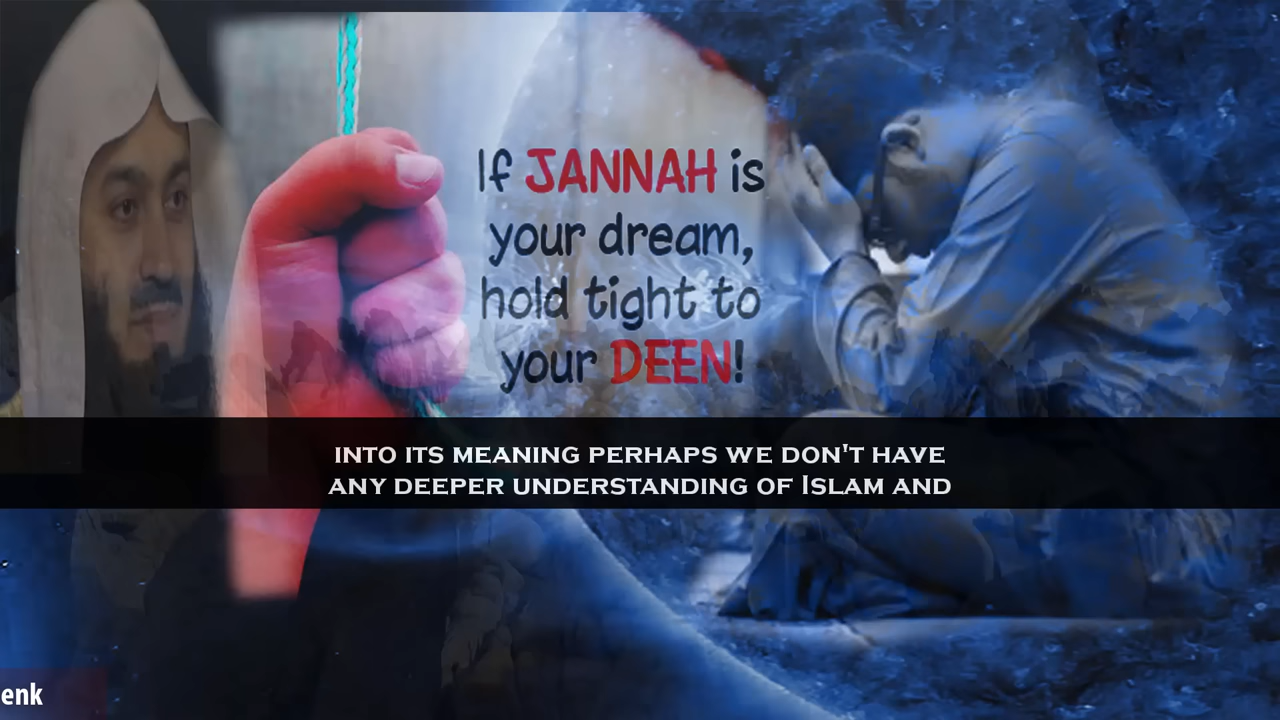 If JANNAH is
your dream,
hold tight to
your DEEN!
INTO ITS MEANING PERHAPS WE DON'T HAVE
ANY DEEPER UNDERSTANDING OF ISLAM AND
enk